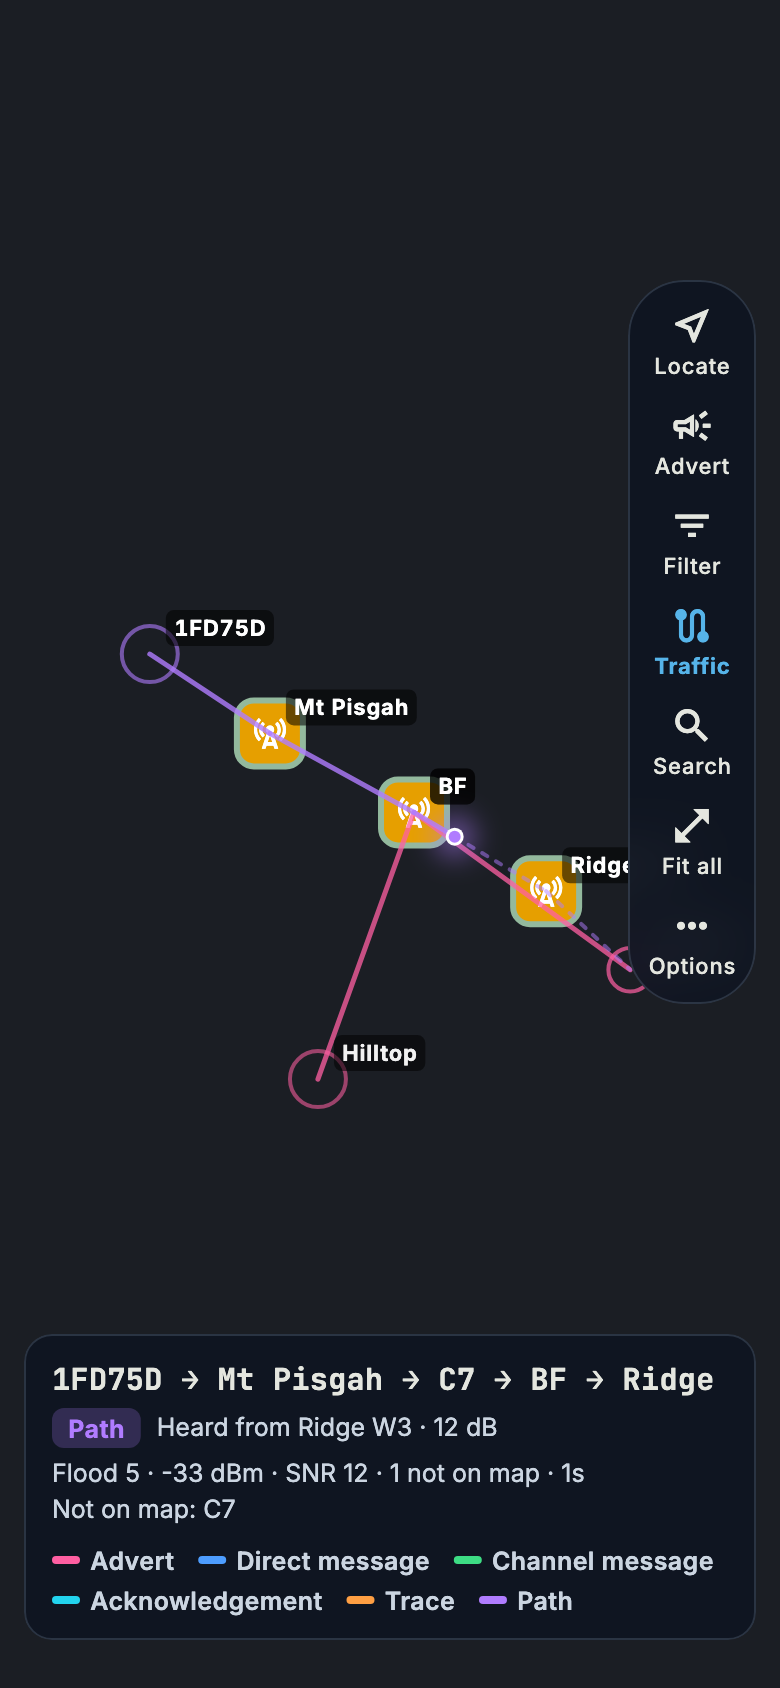 Locate
Advert
Filter
Traffic
Search
Fit all
Options
1FD75D
Mt Pisgah
BF
Ridge
Hilltop
1FD75D → Mt Pisgah → C7 → BF → Ridge
Path Heard from Ridge W3 · 12 dB
Flood 5 · -33 dBm · SNR 12 · 1 not on map · 1s
Not on map: C7
Advert Direct message Channel message
Acknowledgement Trace Path